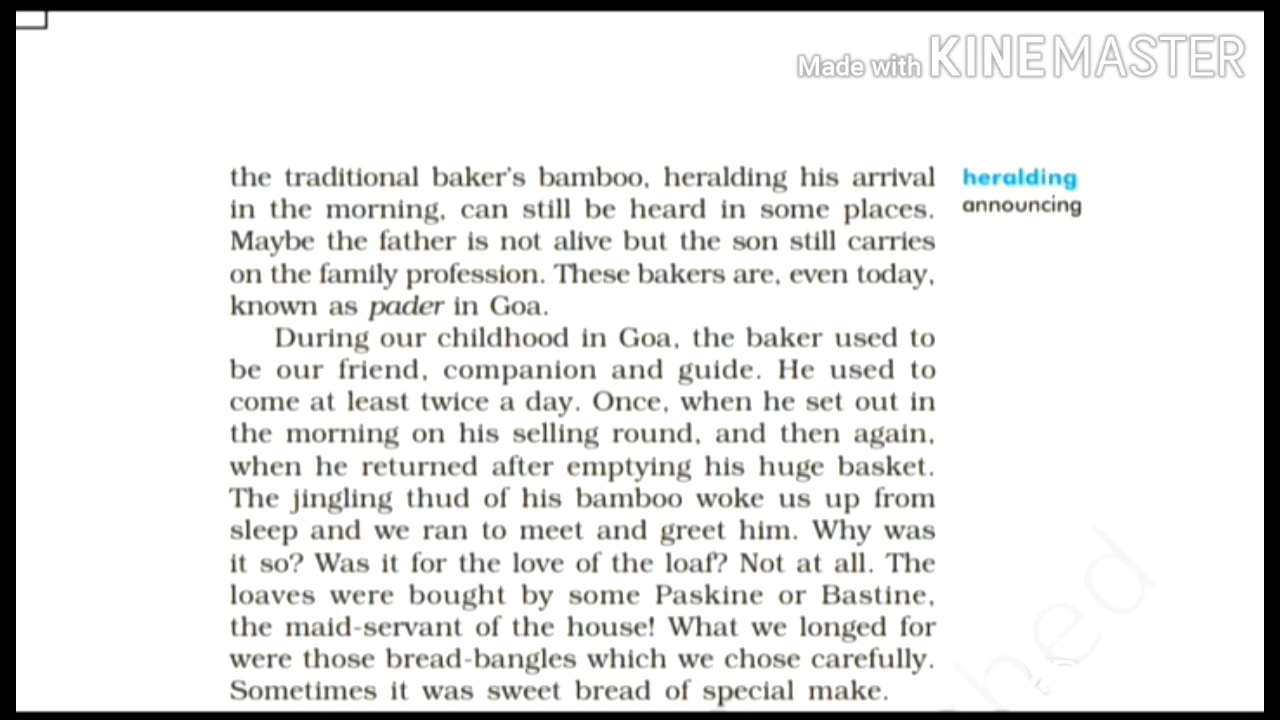 Made with KINEMASTER
the traditional baker's bamboo, heralding his arrival
in the morning, can still be heard in some places.
Maybe the father is not alive but the son still carries
on the family profession. These bakers are, even today,
known as pader in Goa.
During our childhood in Goa, the baker used to
be our friend, companion and guide. He used to
come at least twice a day. Once, when he set out in
the morning on his selling round, and then again,
when he returned after emptying his huge basket.
The jingling thud of his bamboo woke us up from
sleep and we ran to meet and greet him. Why was
it so? Was it for the love of the loaf? Not at all. The
loaves were bought by some Paskine or Bastine,
the maid-servant of the house! What we longed for
were those bread-bangles which we chose carefully.
Sometimes it was sweet bread of special make.
heralding
announcing